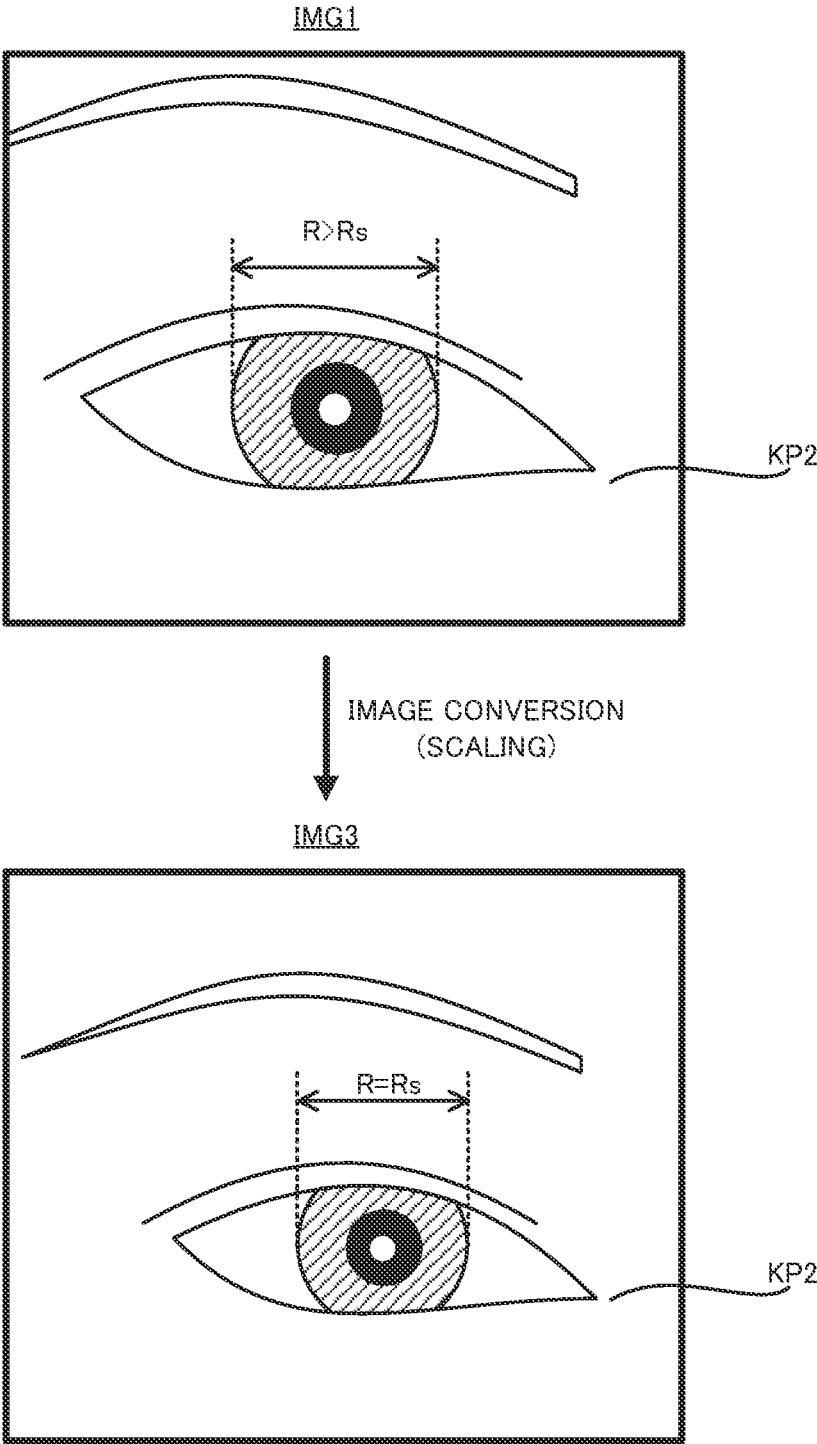 IMG1
R>Rs
KP2
IMAGE CONVERSION
(SCALING)
IMG3
R=Rs
KP2